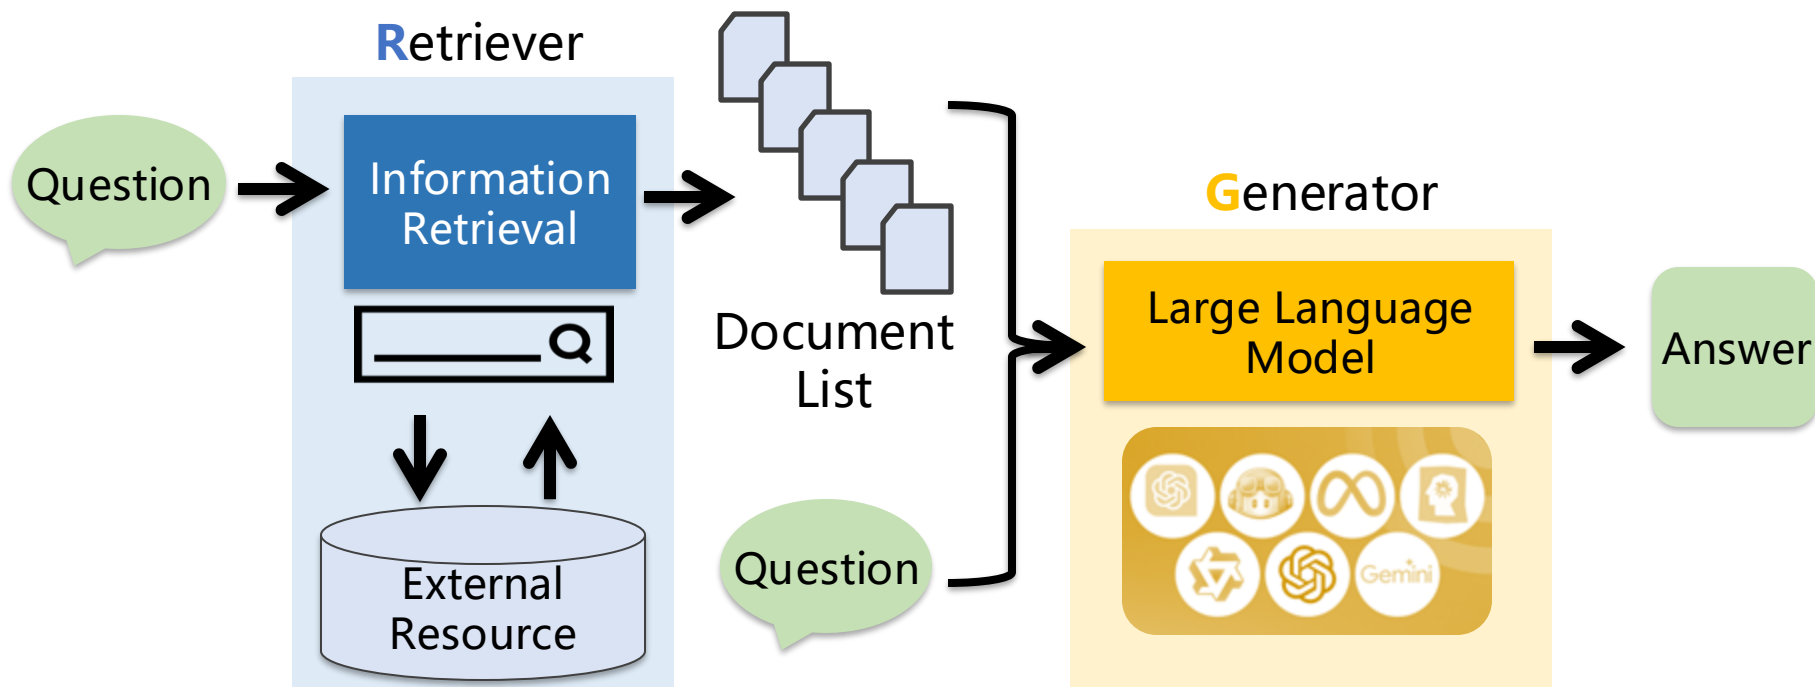 Retriever
Question
Information
Retrieval
External
Resource
Document
List
Question
Generator
Large Language
Model
Gemini
Answer